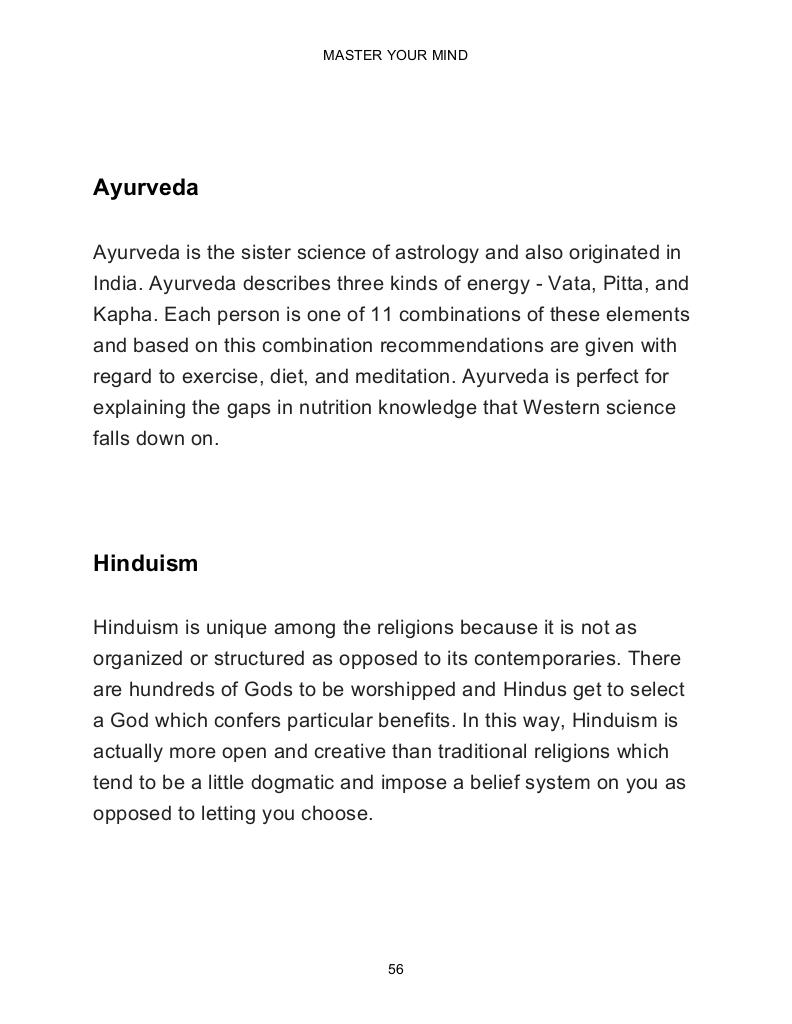 MASTER YOUR MIND
Ayurveda
Ayurveda is the sister science of astrology and also originated in
India. Ayurveda describes three kinds of energy - Vata, Pitta, and
Kapha. Each person is one of 11 combinations of these elements
and based on this combination recommendations are given with
regard to exercise, diet, and meditation. Ayurveda is perfect for
explaining the gaps in nutrition knowledge that Western science
falls down on.
Hinduism
Hinduism is unique among the religions because it is not as
organized or structured as opposed to its contemporaries. There
are hundreds of Gods to be worshipped and Hindus get to select
a God which confers particular benefits. In this way, Hinduism is
actually more open and creative than traditional religions which
tend to be a little dogmatic and impose a belief system on you as
opposed to letting you choose.
56